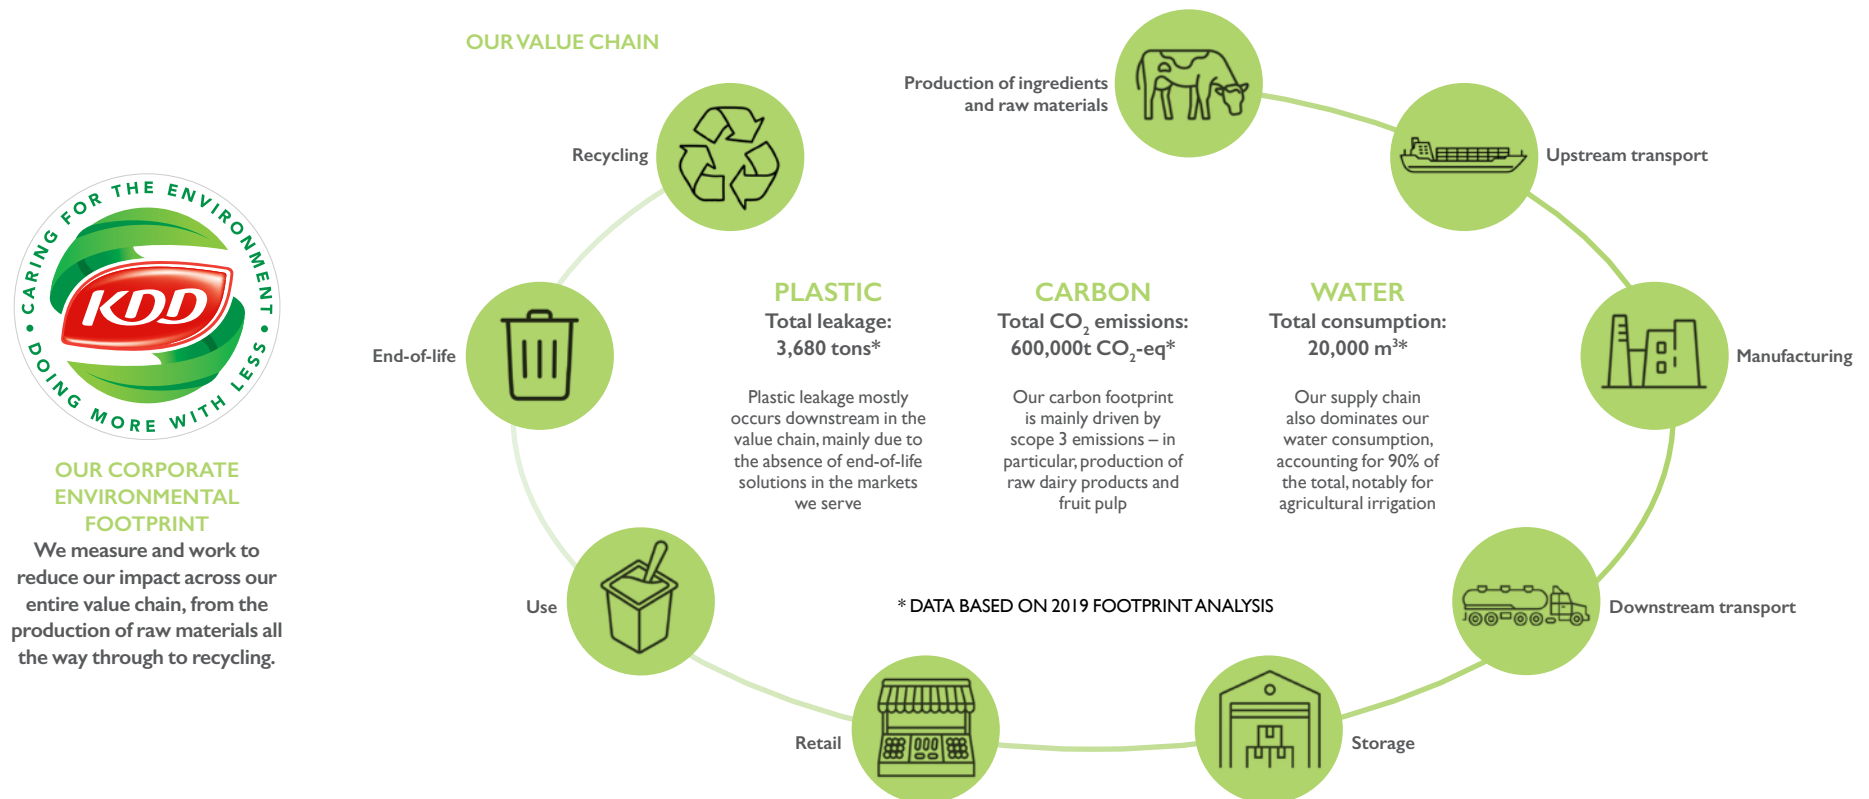 CARING FOR THE ENVIRONMENT
• DOING MORE WITH LESS •
KDD
OUR CORPORATE
ENVIRONMENTAL
FOOTPRINT
We measure and work to
reduce our impact across our
entire value chain, from the
production of raw materials all
the way through to recycling.
OUR VALUE CHAIN
Production of ingredients
and raw materials
Upstream transport
Manufacturing
Downstream transport
Storage
Retail
Use
End-of-life
Recycling
PLASTIC
Total leakage:
3,680 tons*
Plastic leakage mostly
occurs downstream in the
value chain, mainly due to
the absence of end-of-life
solutions in the markets
we serve
CARBON
Total CO₂ emissions:
600,000t CO₂-eq*
Our carbon footprint
is mainly driven by
scope 3 emissions – in
particular, production of
raw dairy products and
fruit pulp
WATER
Total consumption:
20,000 m³*
Our supply chain
also dominates our
water consumption,
accounting for 90% of
the total, notably for
agricultural irrigation
* DATA BASED ON 2019 FOOTPRINT ANALYSIS